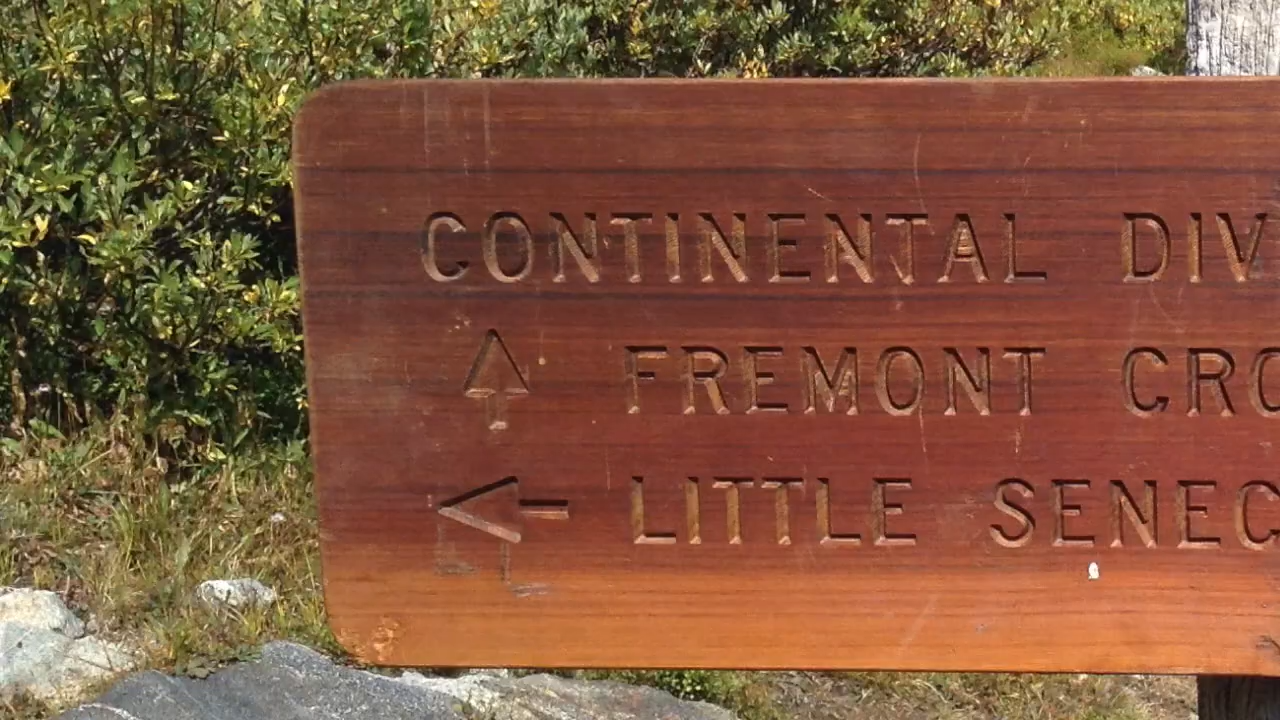 CONTINENTAL DIV
↑ FREMONT CRO
← LITTLE SENEC